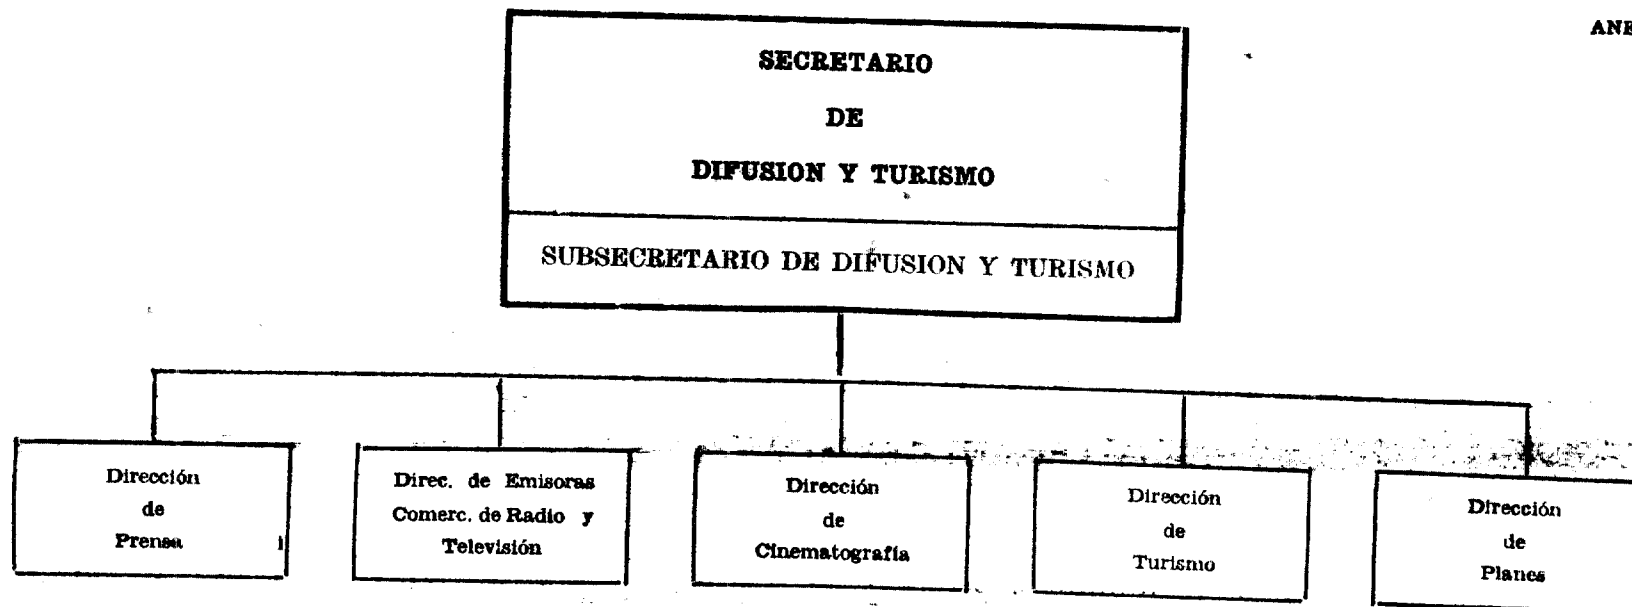 ANE
SECRETARIO
DE
DIFUSION Y TURISMO
SUBSECRETARIO DE DIFUSION Y TURISMO
Dirección
de
Prensa
Direc. de Emisoras
Comerc. de Radio y
Televisión
Dirección
de
Cinematografía
Dirección
de
Turismo
Dirección
de
Planes